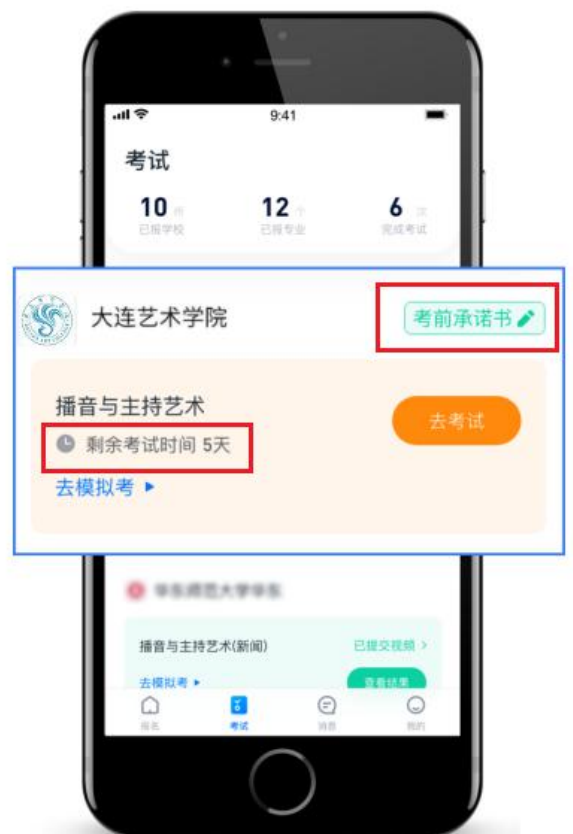 9:41
考试
10 所 12 个 6 次
已报学校 已报专业 完成考试
大连艺术学院 考前承诺书
播音与主持艺术
去考试
剩余考试时间 5天
去模拟考
播音与主持艺术(新闻) 已提交视频
去模拟考 查看结果
报名 考试 消息 我的